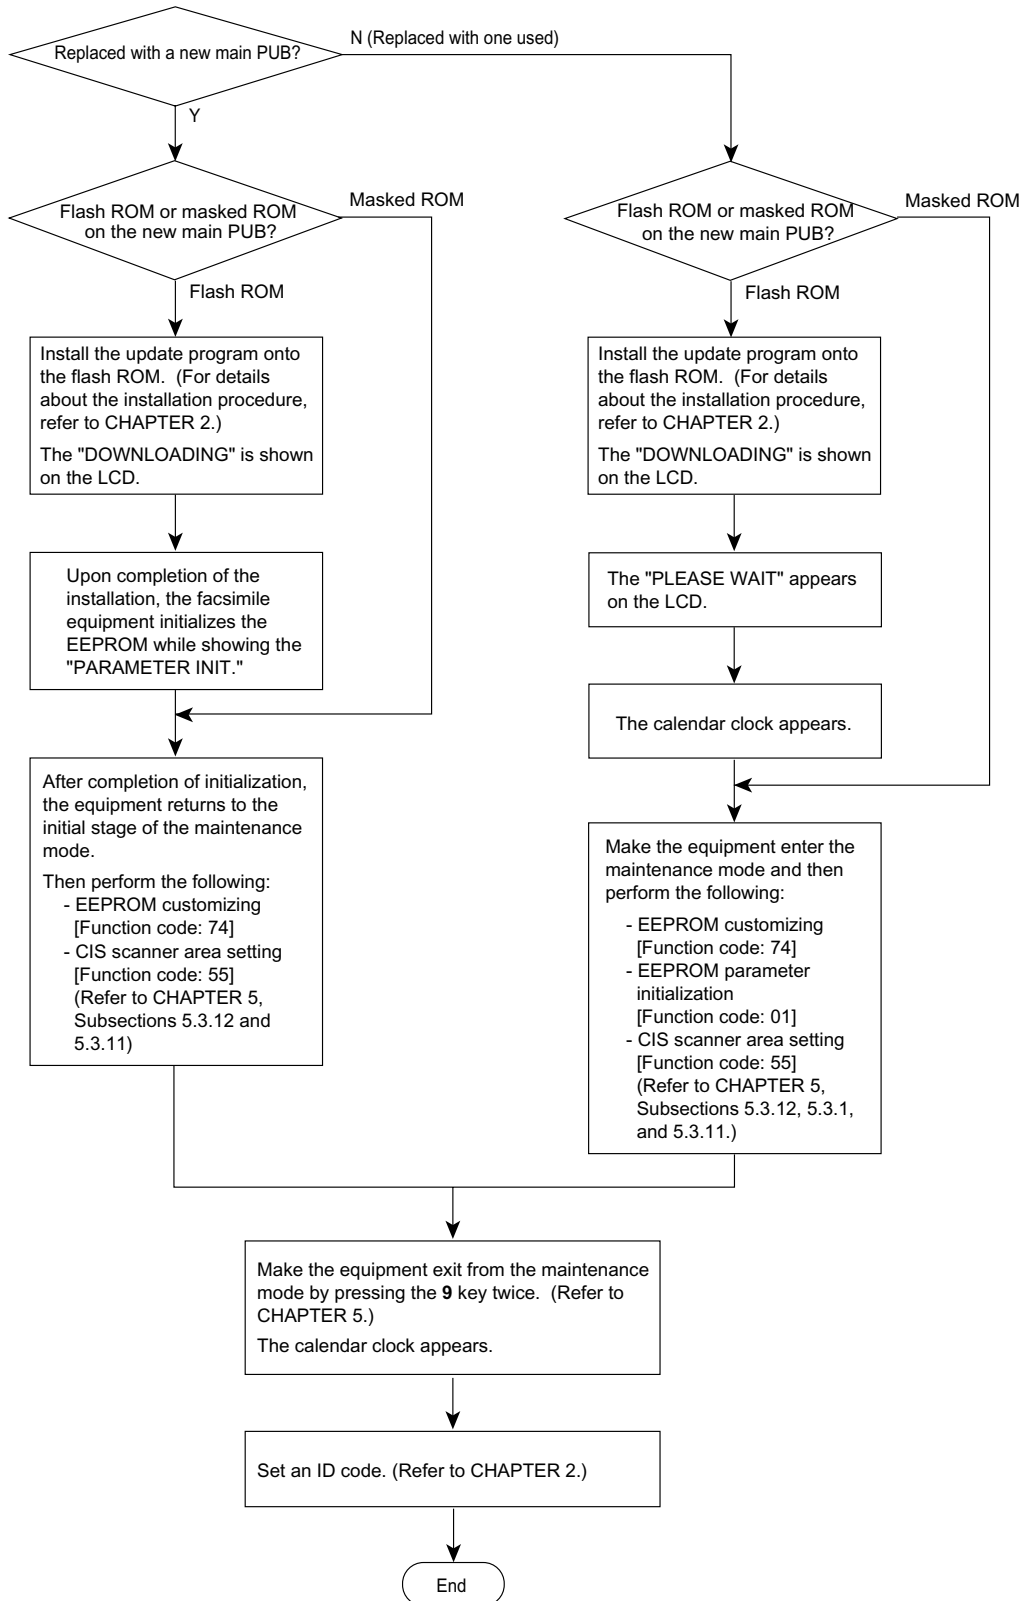 Replaced with a new main PUB?
N (Replaced with one used)
Y
Flash ROM or masked ROM
on the new main PUB?
Masked ROM
Flash ROM
Install the update program onto
the flash ROM.  (For details
about the installation procedure,
refer to CHAPTER 2.)
The "DOWNLOADING" is shown
on the LCD.
Upon completion of the
installation, the facsimile
equipment initializes the
EEPROM while showing the
"PARAMETER INIT."
After completion of initialization,
the equipment returns to the
initial stage of the maintenance
mode.
Then perform the following:
- EEPROM customizing
[Function code: 74]
- CIS scanner area setting
[Function code: 55]
(Refer to CHAPTER 5,
Subsections 5.3.12 and
5.3.11)
Flash ROM or masked ROM
on the new main PUB?
Masked ROM
Flash ROM
Install the update program onto
the flash ROM.  (For details
about the installation procedure,
refer to CHAPTER 2.)
The "DOWNLOADING" is shown
on the LCD.
The "PLEASE WAIT" appears
on the LCD.
The calendar clock appears.
Make the equipment enter the
maintenance mode and then
perform the following:
- EEPROM customizing
[Function code: 74]
- EEPROM parameter
initialization
[Function code: 01]
- CIS scanner area setting
[Function code: 55]
(Refer to CHAPTER 5,
Subsections 5.3.12, 5.3.1,
and 5.3.11.)
Make the equipment exit from the maintenance
mode by pressing the 9 key twice.  (Refer to
CHAPTER 5.)
The calendar clock appears.
Set an ID code. (Refer to CHAPTER 2.)
End